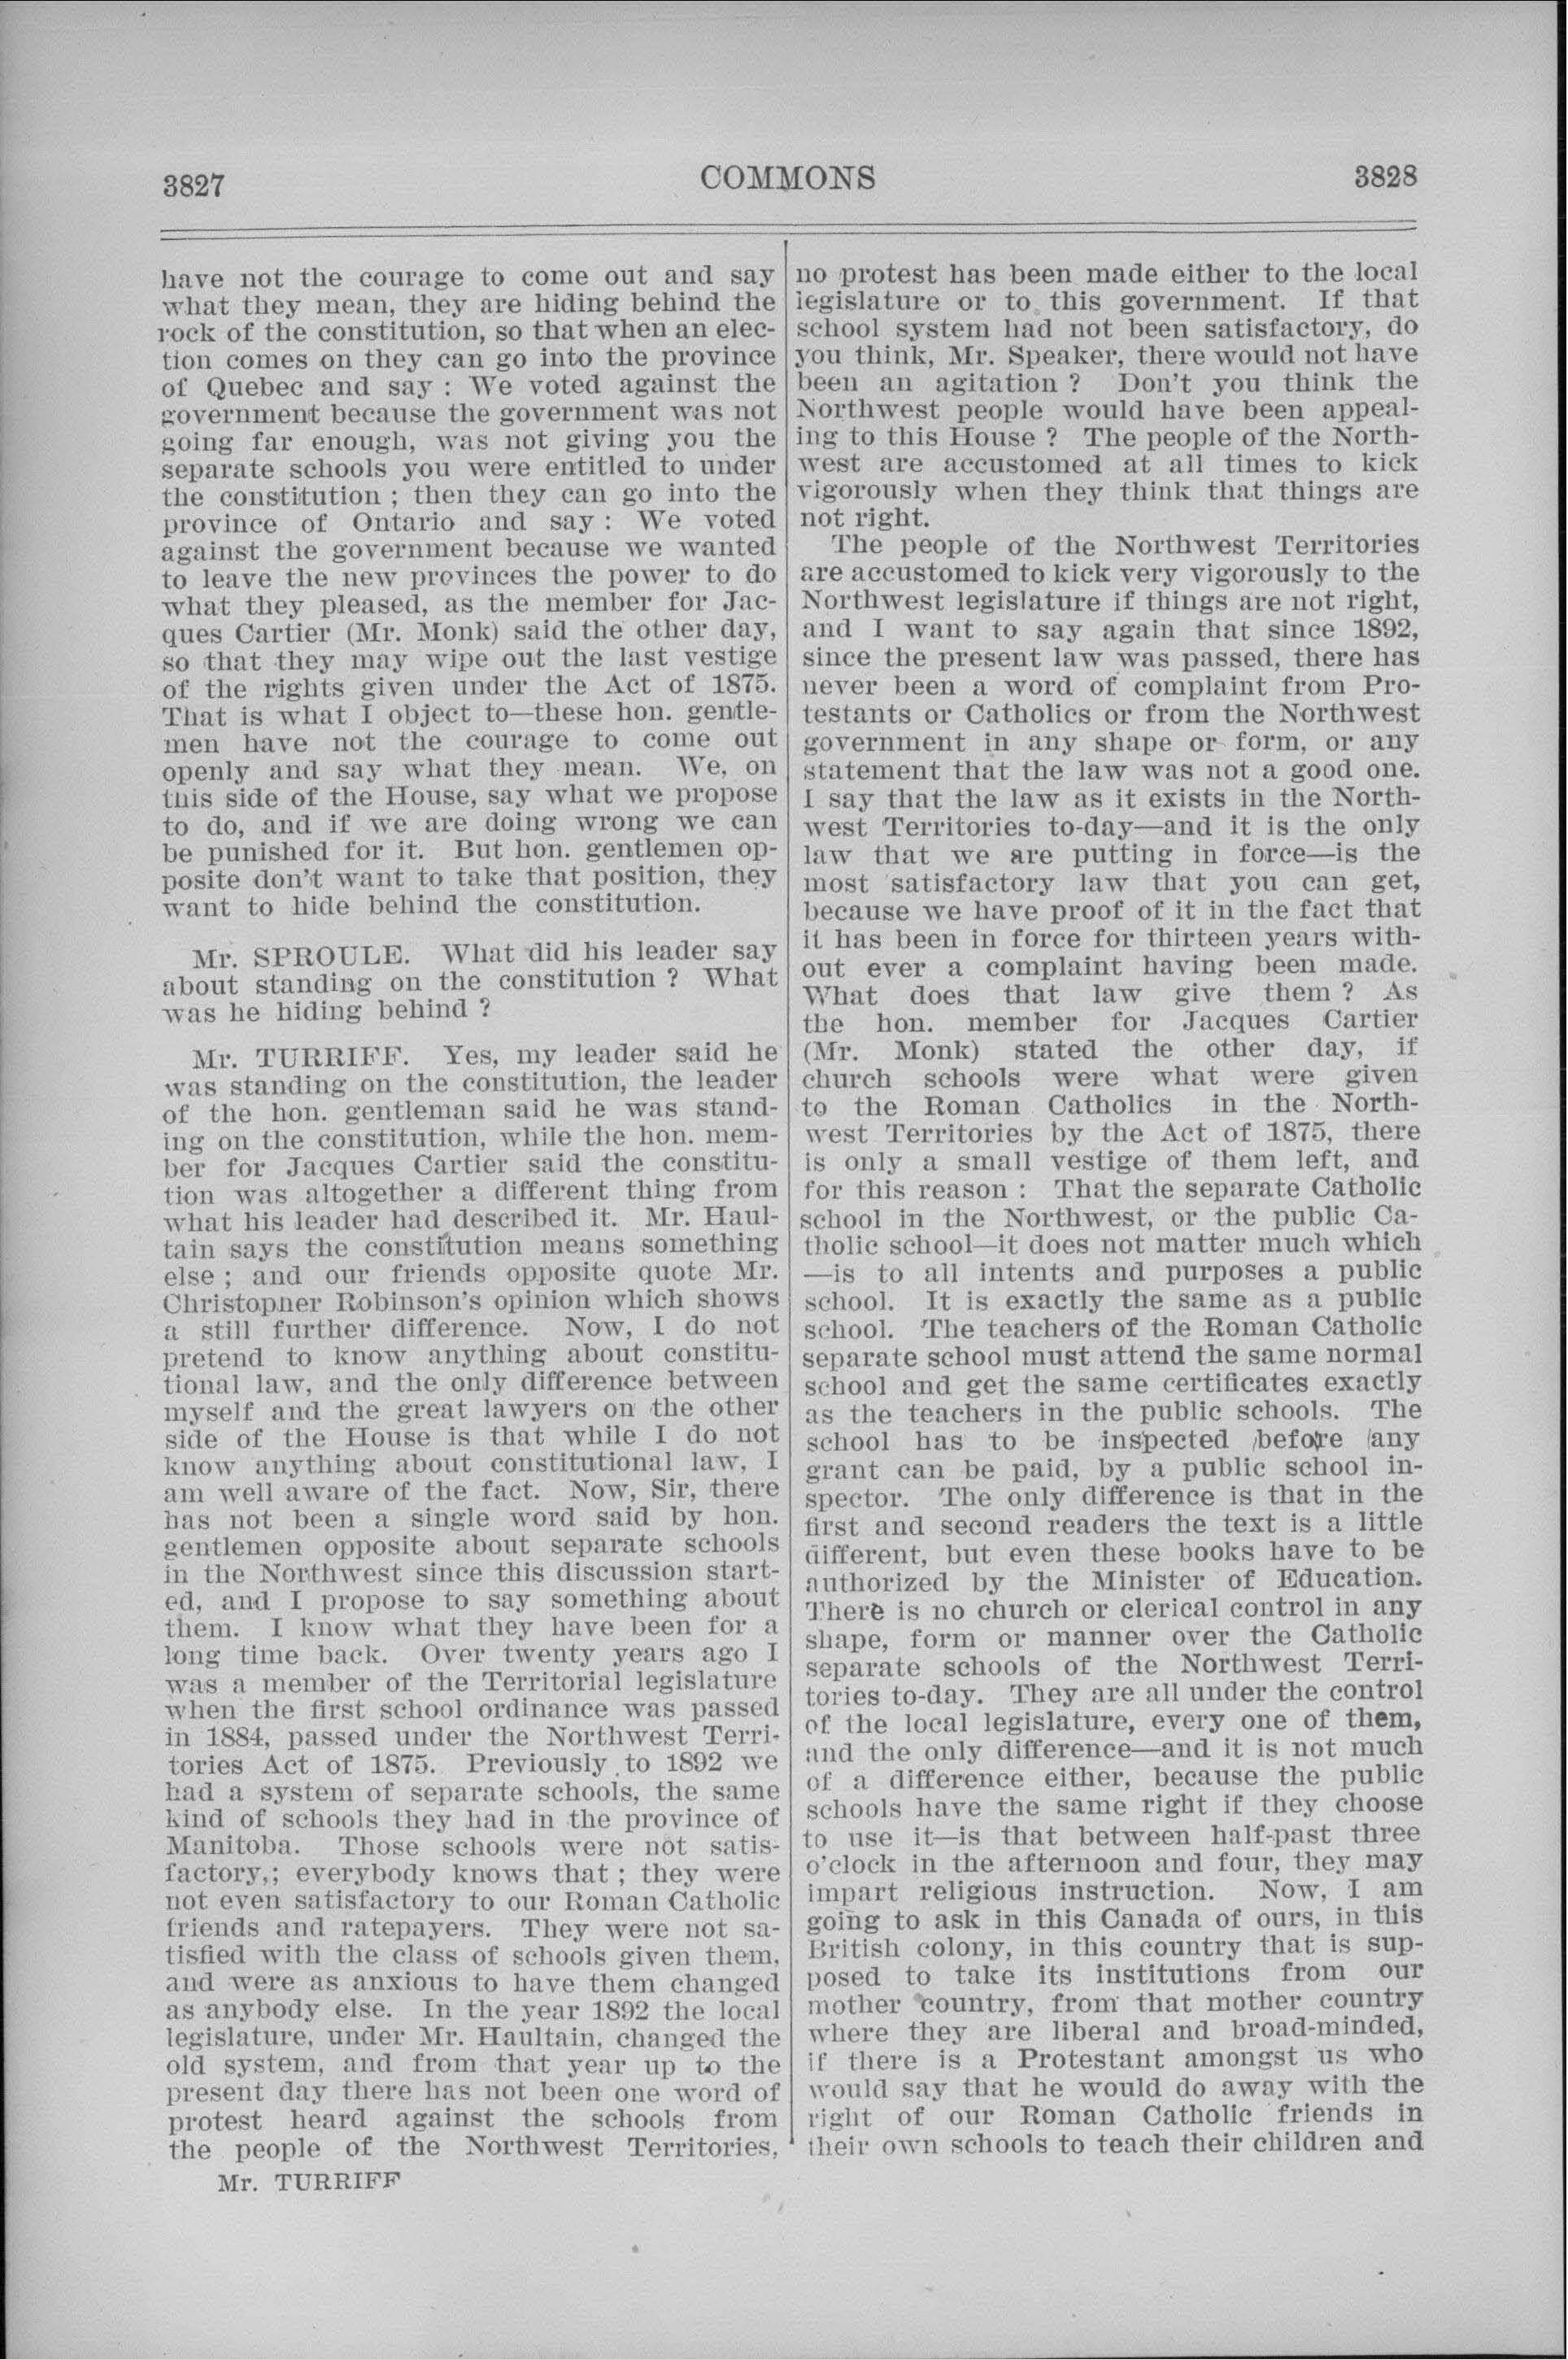 3827
COMMONS
3828
have not the courage to come out and say
what they mean, they are hiding behind the
rock of the constitution, so that when an elec-
tion comes on they can go into the province
of Quebec and say : We voted against the
government because the government was not
going far enough, was not giving you the
separate schools you were entitled to under
the constitution ; then they can go into the
province of Ontario and say : We voted
against the government because we wanted
to leave the new provinces the power to do
what they pleased, as the member for Jac-
ques Cartier (Mr. Monk) said the other day,
so that they may wipe out the last vestige
of the rights given under the Act of 1875.
That is what I object to—these hon. gentle-
men have not the courage to come out
openly and say what they mean. We, on
this side of the House, say what we propose
to do, and if we are doing wrong we can
be punished for it. But hon. gentlemen op-
posite don't want to take that position, they
want to hide behind the constitution.
Mr. SPROULE. What did his leader say
about standing on the constitution ? What
was he hiding behind ?
Mr. TURRIFF. Yes, my leader said he
was standing on the constitution, the leader
of the hon. gentleman said he was stand-
ing on the constitution, while the hon. mem-
ber for Jacques Cartier said the constitu-
tion was altogether a different thing from
what his leader had described it. Mr. Haul-
tain says the constitution means something
else ; and our friends opposite quote Mr.
Christopher Robinson's opinion which shows
a still further difference. Now, I do not
pretend to know anything about constitu-
tional law, and the only difference between
myself and the great lawyers on the other
side of the House is that while I do not
know anything about constitutional law, I
am well aware of the fact. Now, Sir, there
has not been a single word said by hon.
gentlemen opposite about separate schools
in the Northwest since this discussion start-
ed, and I propose to say something about
them. I know what they have been for a
long time back. Over twenty years ago I
was a member of the Territorial legislature
when the first school ordinance was passed
in 1884, passed under the Northwest Terri-
tories Act of 1875. Previously to 1892 we
had a system of separate schools, the same
kind of schools they had in the province of
Manitoba. Those schools were not satis-
factory,; everybody knows that ; they were
not even satisfactory to our Roman Catholic
friends and ratepayers. They were not sa-
tisfied with the class of schools given them,
and were as anxious to have them changed
as anybody else. In the year 1892 the local
legislature, under Mr. Haultain, changed the
old system, and from that year up to the
present day there has not been one word of
protest heard against the schools from
the people of the Northwest Territories,
Mr. TURRIFF
no protest has been made either to the local
legislature or to this government. If that
school system had not been satisfactory, do
you think, Mr. Speaker, there would not have
been an agitation ? Don't you think the
Northwest people would have been appeal-
ing to this House ? The people of the North-
west are accustomed at all times to kick
vigorously when they think that things are
not right.
The people of the Northwest Territories
are accustomed to kick very vigorously to the
Northwest legislature if things are not right,
and I want to say again that since 1892,
since the present law was passed, there has
never been a word of complaint from Pro-
testants or Catholics or from the Northwest
government in any shape or form, or any
statement that the law was not a good one.
I say that the law as it exists in the North-
west Territories to-day—and it is the only
law that we are putting in force—is the
most satisfactory law that you can get,
because we have proof of it in the fact that
it has been in force for thirteen years with-
out ever a complaint having been made.
What does that law give them ? As
the hon. member for Jacques Cartier
(Mr. Monk) stated the other day, if
church schools were what were given
to the Roman Catholics in the North-
west Territories by the Act of 1875, there
is only a small vestige of them left, and
for this reason : That the separate Catholic
school in the Northwest, or the public Ca-
tholic school—it does not matter much which
—is to all intents and purposes a public
school. It is exactly the same as a public
school. The teachers of the Roman Catholic
separate school must attend the same normal
school and get the same certificates exactly
as the teachers in the public schools. The
school has to be inspected before any
grant can be paid, by a public school in-
spector. The only difference is that in the
first and second readers the text is a little
different, but even these books have to be
authorized by the Minister of Education.
There is no church or clerical control in any
shape, form or manner over the Catholic
separate schools of the Northwest Terri-
tories to-day. They are all under the control
of the local legislature, every one of them,
and the only difference—and it is not much
of a difference either, because the public
schools have the same right if they choose
to use it—is that between half-past three
o'clock in the afternoon and four, they may
impart religious instruction. Now, I am
going to ask in this Canada of ours, in this
British colony, in this country that is sup-
posed to take its institutions from our
mother country, from that mother country
where they are liberal and broad-minded,
if there is a Protestant amongst us who
would say that he would do away with the
right of our Roman Catholic friends in
their own schools to teach their children and